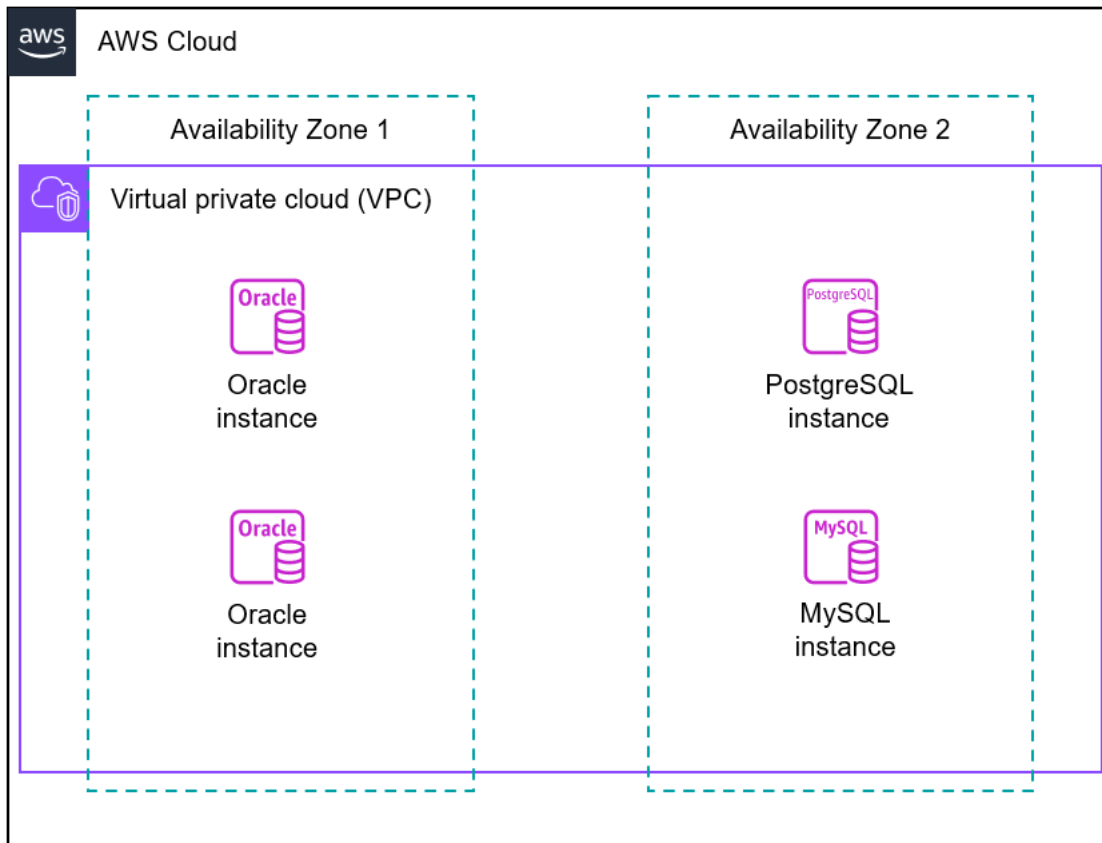 aws
AWS Cloud
Availability Zone 1
Availability Zone 2
Virtual private cloud (VPC)
Oracle
Oracle
instance
PostgreSQL
PostgreSQL
instance
Oracle
Oracle
instance
MySQL
MySQL
instance